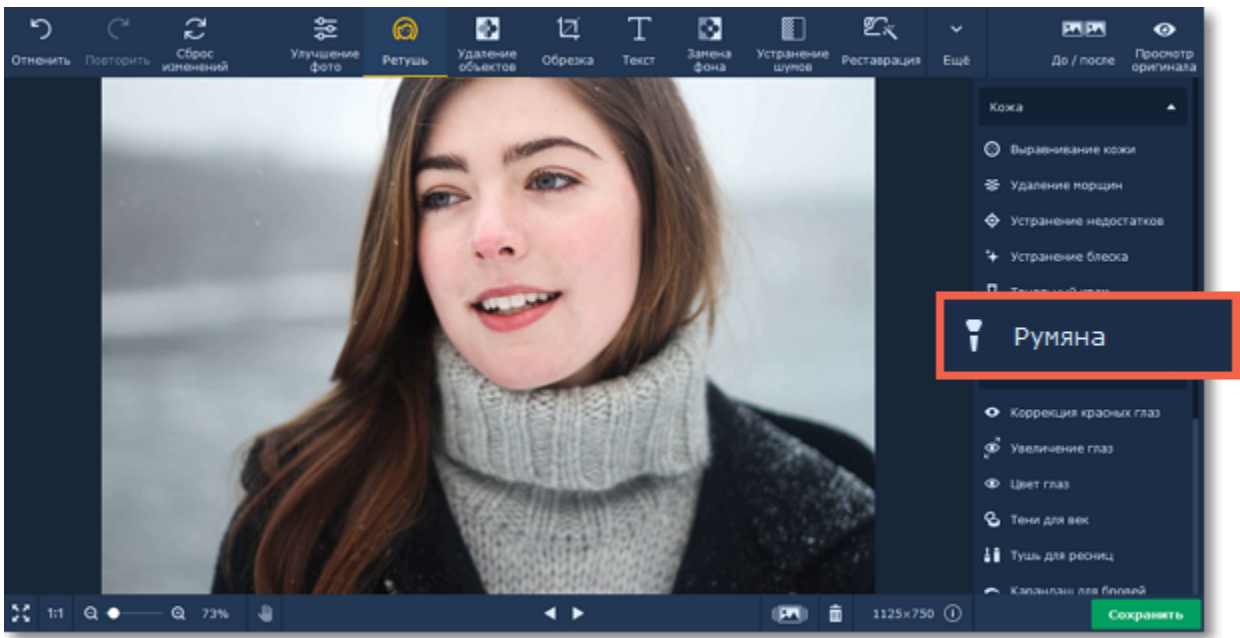 Отменить
Повторить
Сброс
изменений
Улучшение
фото
Ретушь
Удаление
объектов
Обрезка
Текст
Замена
фона
Устранение
шумов
Реставрация
Ещё
До / после
Просмотр
оригинала
Кожа
Выравнивание кожи
Удаление морщин
Устранение недостатков
Устранение блеска
Румяна
Коррекция красных глаз
Увеличение глаз
Цвет глаз
Тени для век
Тушь для ресниц
Карандаш для бровей
1:1
73%
1125×750
Сохранить